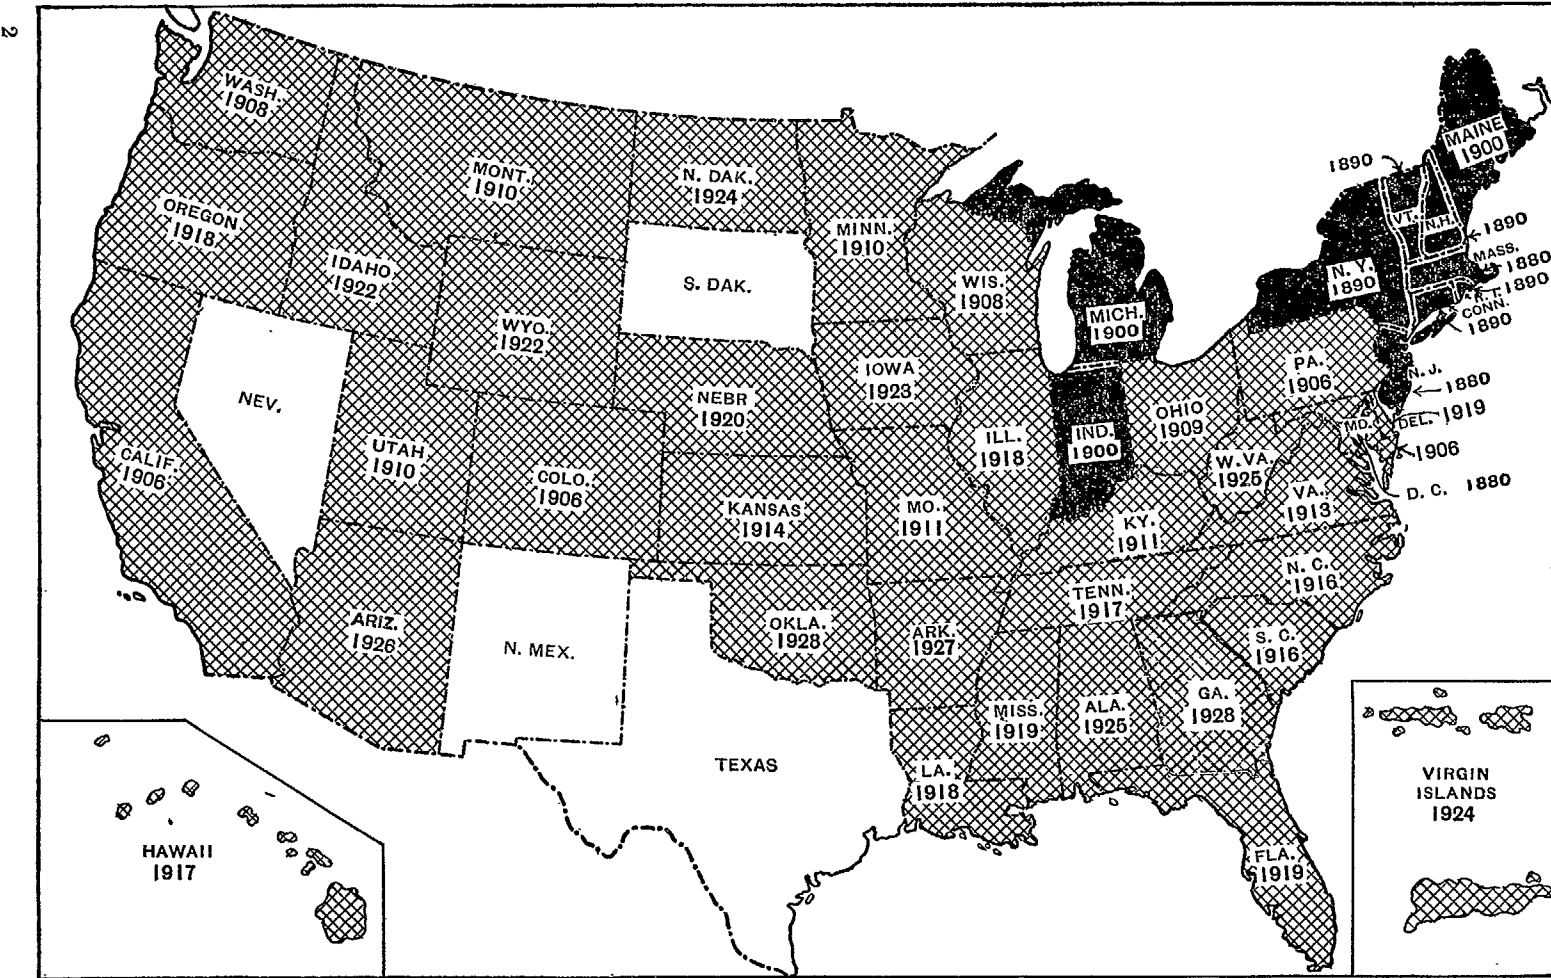 2
WASH.
1908
OREGON
1918
CALIF.
1906
NEV.
IDAHO
1922
MONT.
1910
WYO.
1922
UTAH
1910
ARIZ.
1926
COLO.
1906
N. MEX.
N. DAK.
1924
S. DAK.
NEBR
1920
KANSAS
1914
OKLA.
1928
TEXAS
MINN.
1910
IOWA
1923
MO.
1911
ARK.
1927
LA.
1918
WIS.
1908
ILL.
1918
MICH.
1900
IND.
1900
OHIO
1909
KY.
1911
TENN.
1917
MISS.
1919
ALA.
1925
GA.
1928
FLA.
1919
S. C.
1916
N. C.
1916
VA.
1913
W. VA.
1925
PA.
1906
N. Y.
1890
1890
VT.
N.H.
MAINE
1900
1890
MASS.
1880
R. I.
1890
CONN.
1890
N. J.
1880
DEL.
1919
MD.
1906
D. C. 1880
HAWAII
1917
VIRGIN
ISLANDS
1924